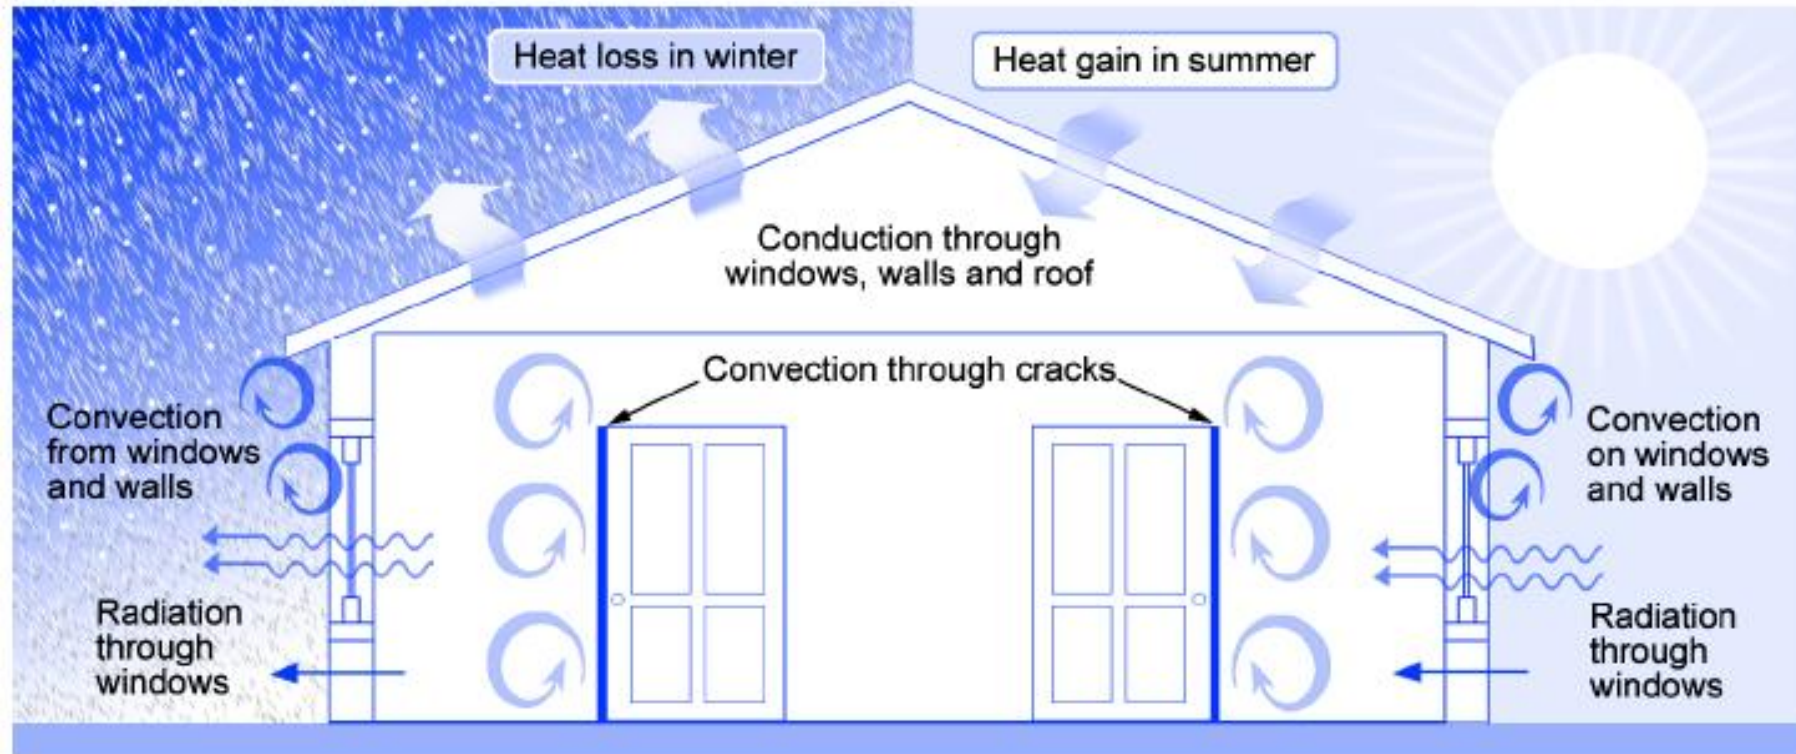 Heat loss in winter
Heat gain in summer
Conduction through
windows, walls and roof
Convection through cracks
Convection
from windows
and walls
Convection
on windows
and walls
Radiation
through
windows
Radiation
through
windows